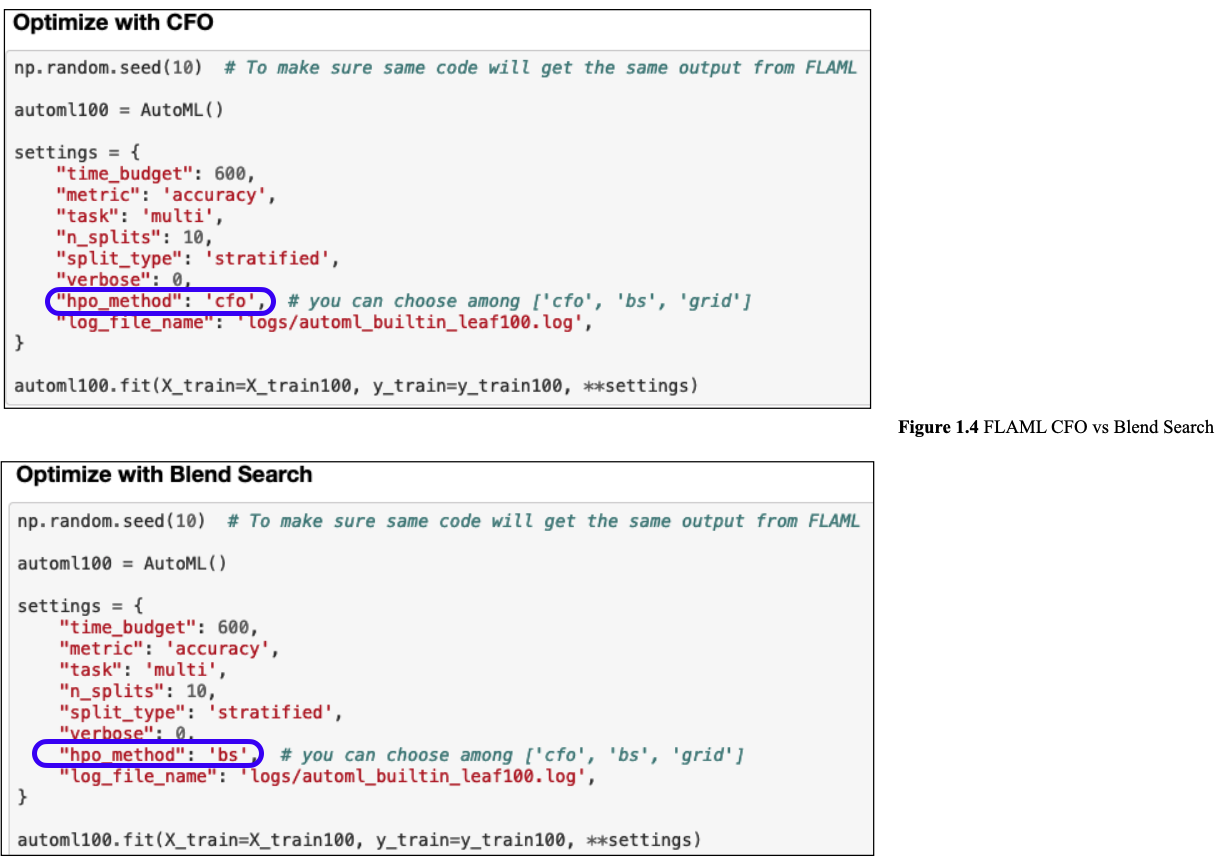 Optimize with CFO
np.random.seed(10)  # To make sure same code will get the same output from FLAML
automl100 = AutoML()
settings = {
    "time_budget": 600,
    "metric": 'accuracy',
    "task": 'multi',
    "n_splits": 10,
    "split_type": 'stratified',
    "verbose": 0,
    "hpo_method": 'cfo',  # you can choose among ['cfo', 'bs', 'grid']
    "log_file_name": 'logs/automl_builtin_leaf100.log',
}
automl100.fit(X_train=X_train100, y_train=y_train100, **settings)
Figure 1.4 FLAML CFO vs Blend Search
Optimize with Blend Search
np.random.seed(10)  # To make sure same code will get the same output from FLAML
automl100 = AutoML()
settings = {
    "time_budget": 600,
    "metric": 'accuracy',
    "task": 'multi',
    "n_splits": 10,
    "split_type": 'stratified',
    "verbose": 0,
    "hpo_method": 'bs',  # you can choose among ['cfo', 'bs', 'grid']
    "log_file_name": 'logs/automl_builtin_leaf100.log',
}
automl100.fit(X_train=X_train100, y_train=y_train100, **settings)